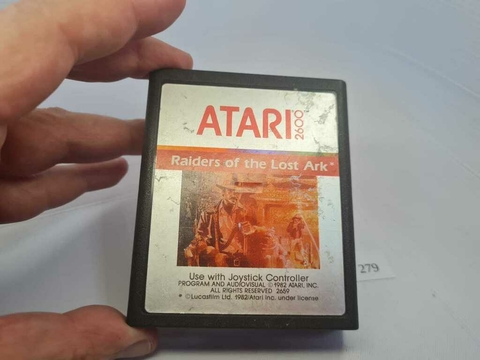 ATARI 2600
Raiders of the Lost Ark*
Use with Joystick Controller
PROGRAM AND AUDIOVISUAL ©1982 ATARI, INC.
ALL RIGHTS RESERVED 2659
* ©Lucasfilm Ltd. 1982/Atari Inc. under license
279